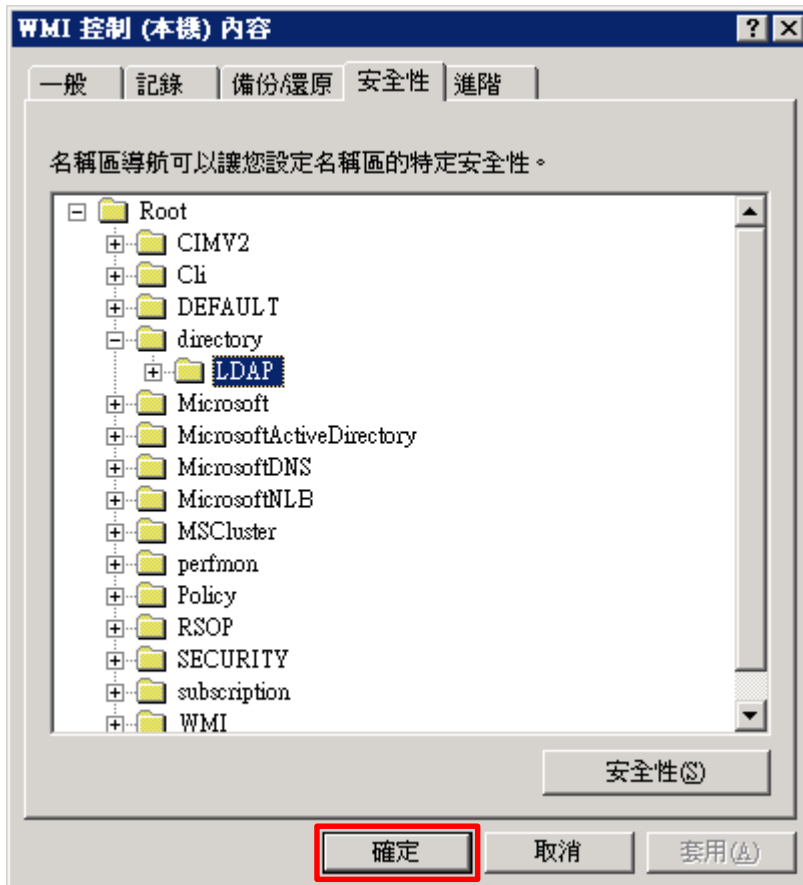 WMI 控制 (本機) 內容
一般 記錄 備份/還原 安全性 進階
名稱區導航可以讓您設定名稱區的特定安全性。
Root
CIMV2
Cli
DEFAULT
directory
LDAP
Microsoft
MicrosoftActiveDirectory
MicrosoftDNS
MicrosoftNLB
MSCluster
perfmon
Policy
RSOP
SECURITY
subscription
WMI
安全性(S)
確定 取消 套用(A)